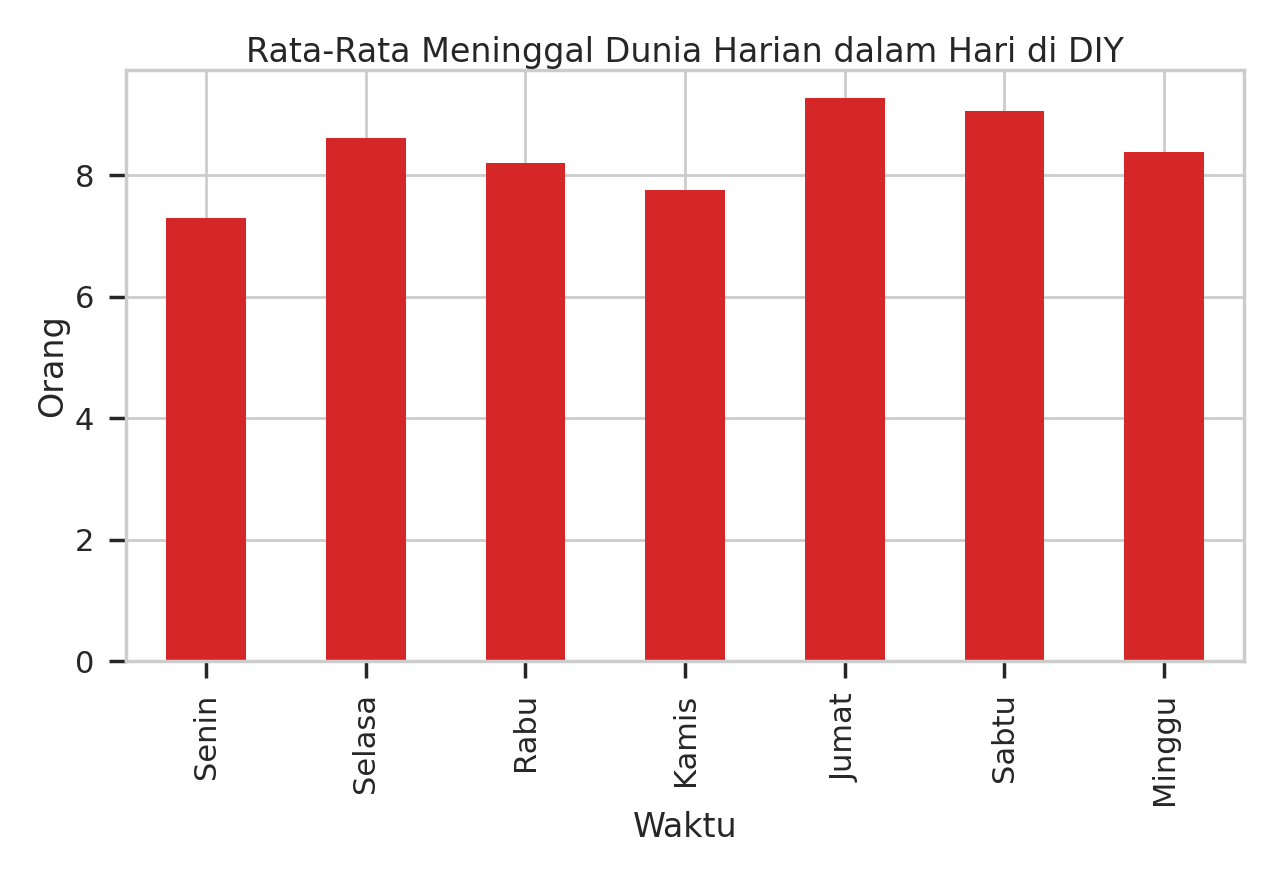 Rata-Rata Meninggal Dunia Harian dalam Hari di DIY
8
6
4
2
0
Orang
Senin
Selasa
Rabu
Kamis
Jumat
Sabtu
Minggu
Waktu